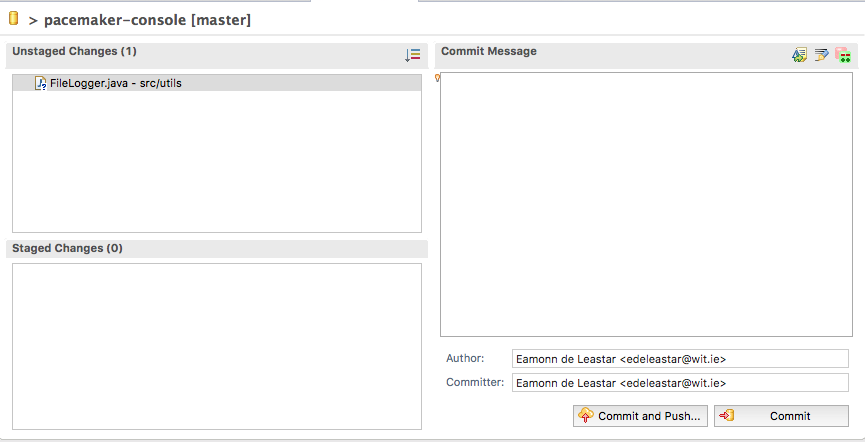 > pacemaker-console [master]
Unstaged Changes (1)
FileLogger.java - src/utils
Staged Changes (0)
Commit Message
Author:
Eamonn de Leastar <edeleastar@wit.ie>
Committer:
Eamonn de Leastar <edeleastar@wit.ie>
Commit and Push...
Commit